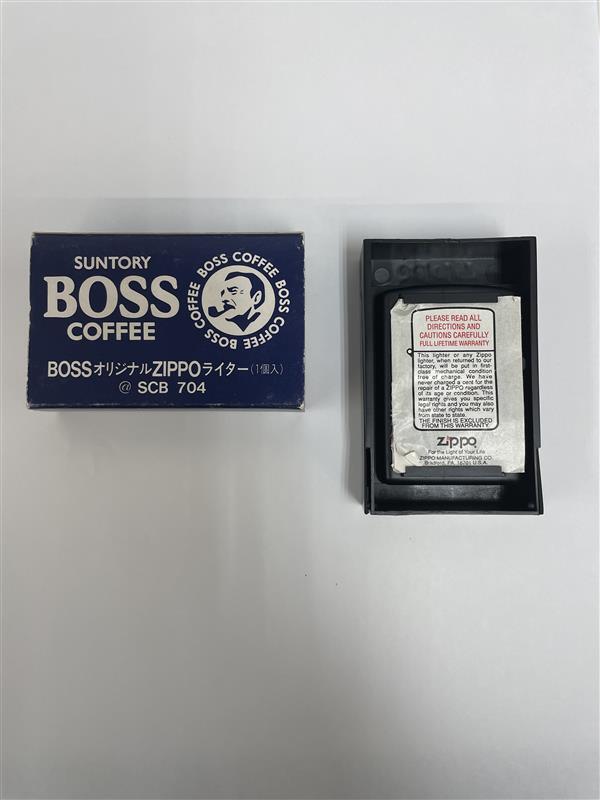 SUNTORY
BOSS
COFFEE
BOSS COFFEE BOSS COFFEE BOSS COFFEE
BOSSオリジナルZIPPOライター(1個入)
ⓐ SCB 704
PLEASE READ ALL
DIRECTIONS AND
CAUTIONS CAREFULLY
FULL LIFETIME WARRANTY
This lighter or any Zippo
lighter, when returned to our
factory, will be put in first-
class mechanical condition
free of charge. We have
never charged a cent for the
repair of a ZIPPO regardless
of its age or condition. This
warranty gives you specific
legal rights and you may also
have other rights which vary
from state to state.
THE FINISH IS EXCLUDED
FROM THIS WARRANTY.
Zippo
For the Light of Your Life
ZIPPO MANUFACTURING CO.
Bradford, PA. 16701 U.S.A.